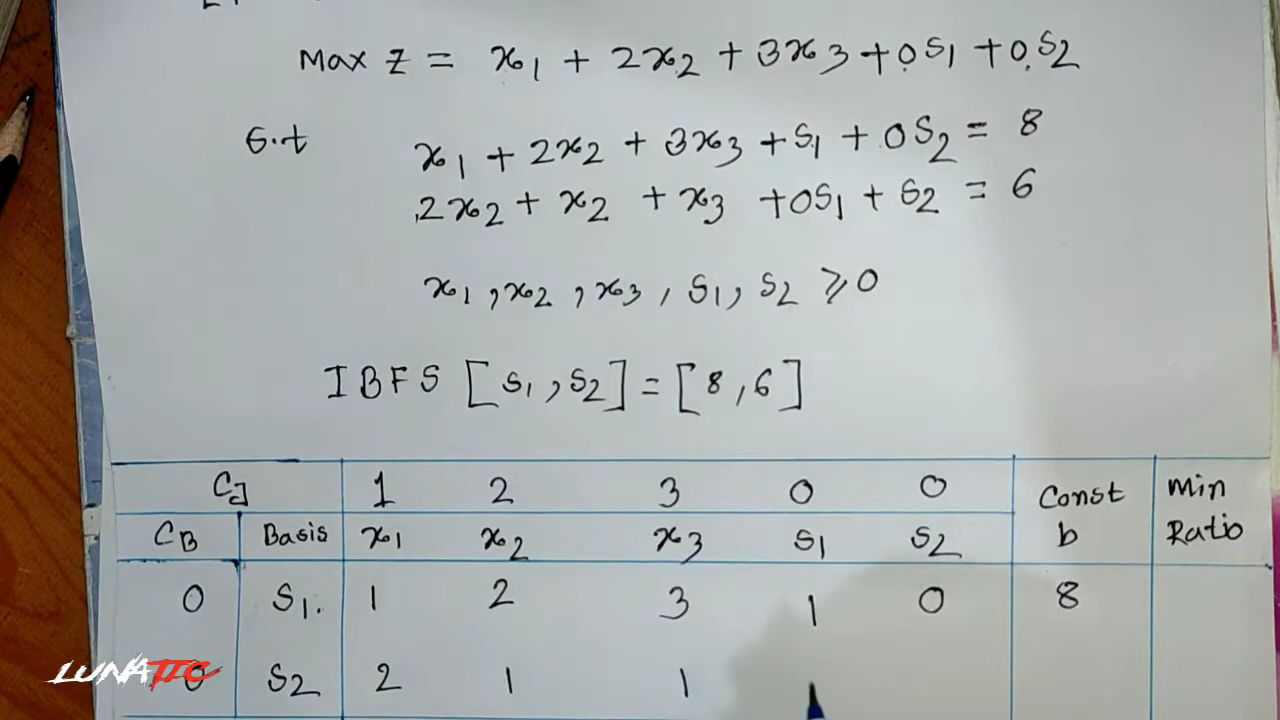 Max Z = x1 + 2x2 + 3x3 + 0S1 + 0.S2
S.t
x1 + 2x2 + 3x3 + S1 + 0S2 = 8
2x2 + x2 + x3 + 0S1 + S2 = 6
x1, x2, x3, S1, S2 ≥ 0
IBFS [S1, S2] = [8, 6]
CJ 1 2 3 0 0 Const Min
CB Basis x1 x2 x3 S1 S2 b Ratio
0 S1. 1 2 3 1 0 8
0 S2 2 1 1
LUNATIC